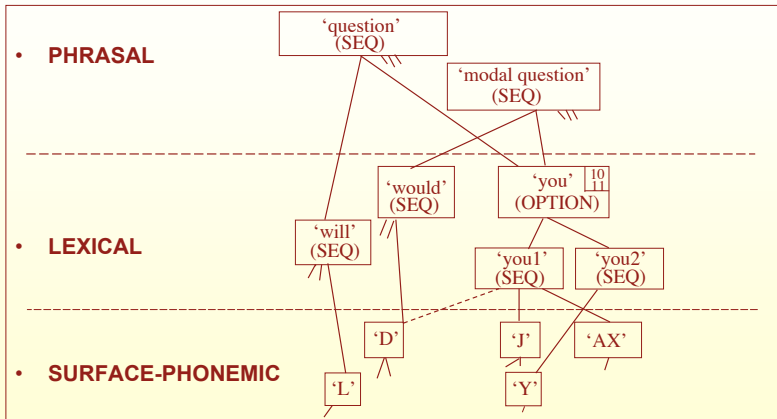 ‘question’
(SEQ)
• PHRASAL
‘modal question’
(SEQ)
‘would’
(SEQ)
‘you’
(OPTION)
10
11
‘will’
(SEQ)
• LEXICAL
‘you1’
(SEQ)
‘you2’
(SEQ)
‘D’
‘J’
‘AX’
• SURFACE-PHONEMIC
‘L’
‘Y’